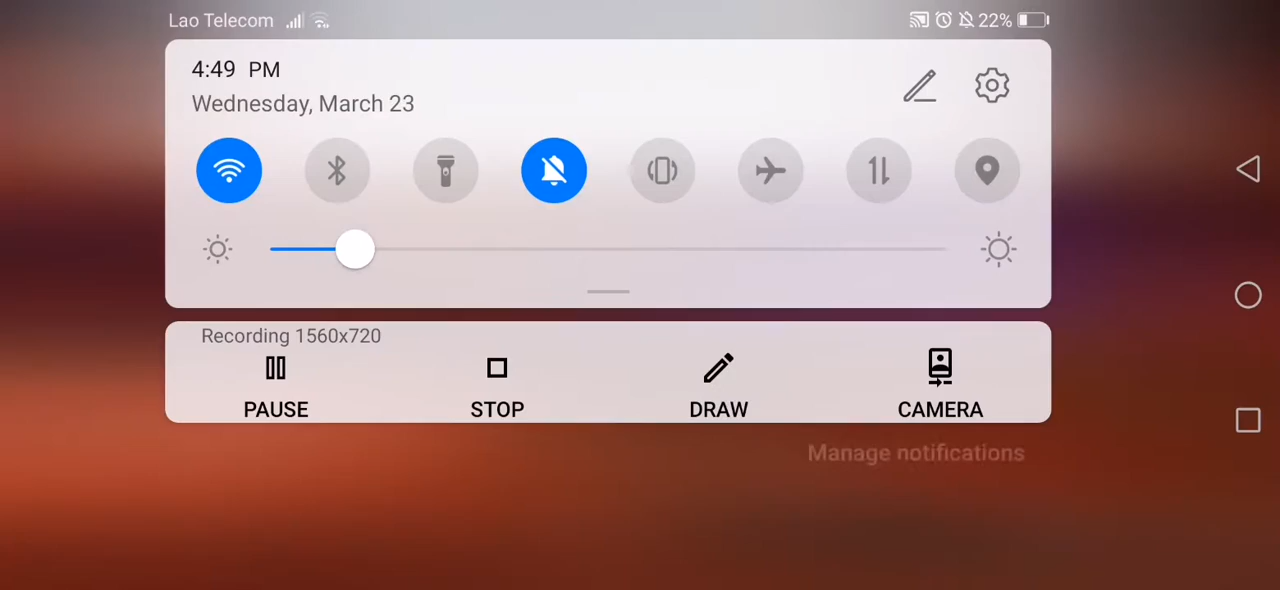 Lao Telecom
22%
4:49 PM
Wednesday, March 23
Recording 1560x720
PAUSE
STOP
DRAW
CAMERA
Manage notifications